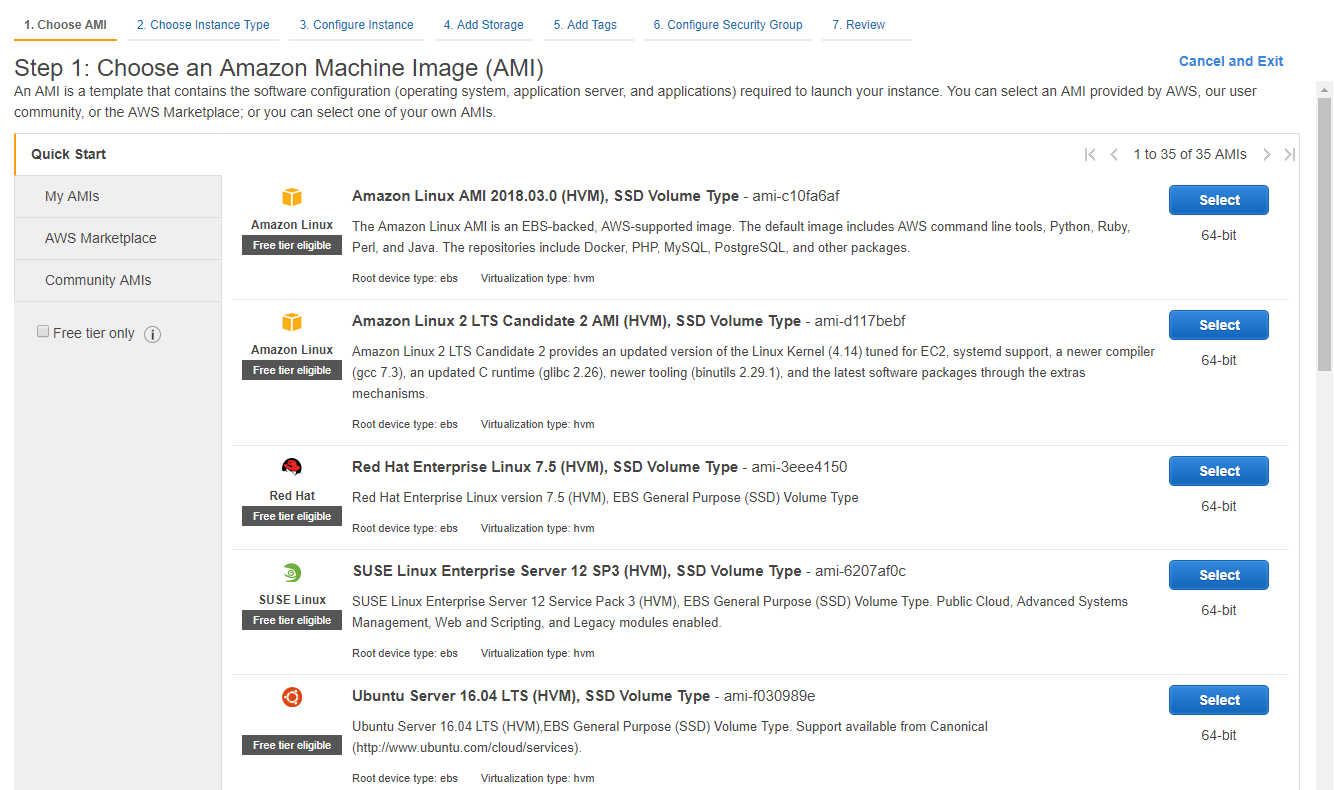 1. Choose AMI 2. Choose Instance Type 3. Configure Instance 4. Add Storage 5. Add Tags 6. Configure Security Group 7. Review
Step 1: Choose an Amazon Machine Image (AMI)
Cancel and Exit
An AMI is a template that contains the software configuration (operating system, application server, and applications) required to launch your instance. You can select an AMI provided by AWS, our user
community, or the AWS Marketplace; or you can select one of your own AMIs.
Quick Start
1 to 35 of 35 AMIs
My AMIs
AWS Marketplace
Community AMIs
Free tier only
Amazon Linux
Free tier eligible
Amazon Linux AMI 2018.03.0 (HVM), SSD Volume Type - ami-c10fa6af
The Amazon Linux AMI is an EBS-backed, AWS-supported image. The default image includes AWS command line tools, Python, Ruby,
Perl, and Java. The repositories include Docker, PHP, MySQL, PostgreSQL, and other packages.
Root device type: ebs Virtualization type: hvm
Select
64-bit
Amazon Linux
Free tier eligible
Amazon Linux 2 LTS Candidate 2 AMI (HVM), SSD Volume Type - ami-d117bebf
Amazon Linux 2 LTS Candidate 2 provides an updated version of the Linux Kernel (4.14) tuned for EC2, systemd support, a newer compiler
(gcc 7.3), an updated C runtime (glibc 2.26), newer tooling (binutils 2.29.1), and the latest software packages through the extras
mechanisms.
Root device type: ebs Virtualization type: hvm
Select
64-bit
Red Hat
Free tier eligible
Red Hat Enterprise Linux 7.5 (HVM), SSD Volume Type - ami-3eee4150
Red Hat Enterprise Linux version 7.5 (HVM), EBS General Purpose (SSD) Volume Type
Root device type: ebs Virtualization type: hvm
Select
64-bit
SUSE Linux
Free tier eligible
SUSE Linux Enterprise Server 12 SP3 (HVM), SSD Volume Type - ami-6207af0c
SUSE Linux Enterprise Server 12 Service Pack 3 (HVM), EBS General Purpose (SSD) Volume Type. Public Cloud, Advanced Systems
Management, Web and Scripting, and Legacy modules enabled.
Root device type: ebs Virtualization type: hvm
Select
64-bit
Free tier eligible
Ubuntu Server 16.04 LTS (HVM), SSD Volume Type - ami-f030989e
Ubuntu Server 16.04 LTS (HVM),EBS General Purpose (SSD) Volume Type. Support available from Canonical
(http://www.ubuntu.com/cloud/services).
Root device type: ebs Virtualization type: hvm
Select
64-bit